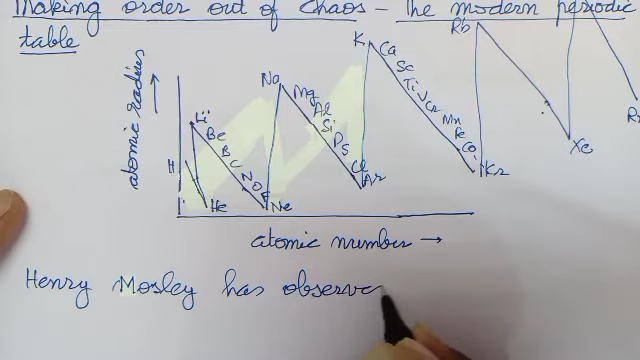 Making order out of chaos - The modern periodic
table
atomic radius
K Ca Sc Ti V Cr Mn Fe Co Kr
Rb Xe
Na Mg Al Si P S Cl Ar
Li Be B C N O F Ne
H He
atomic number →
Henry Mosley has observe